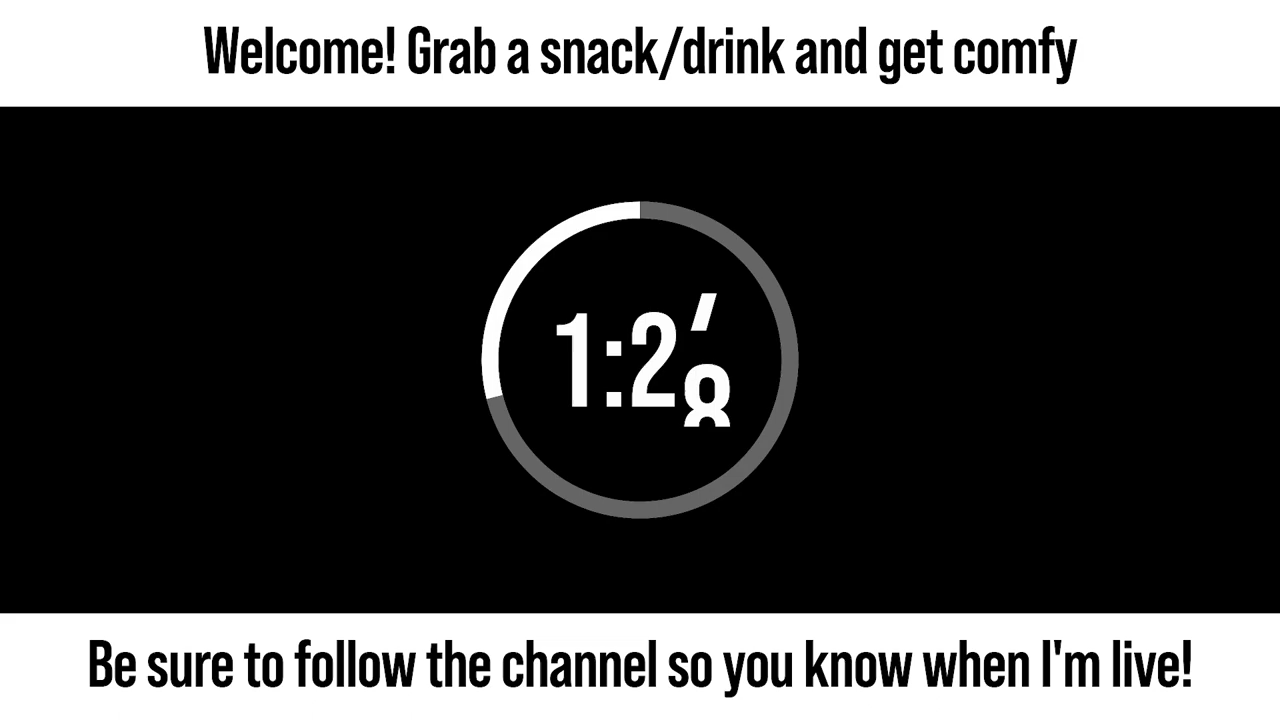 Welcome! Grab a snack/drink and get comfy
1:28
Be sure to follow the channel so you know when I'm live!